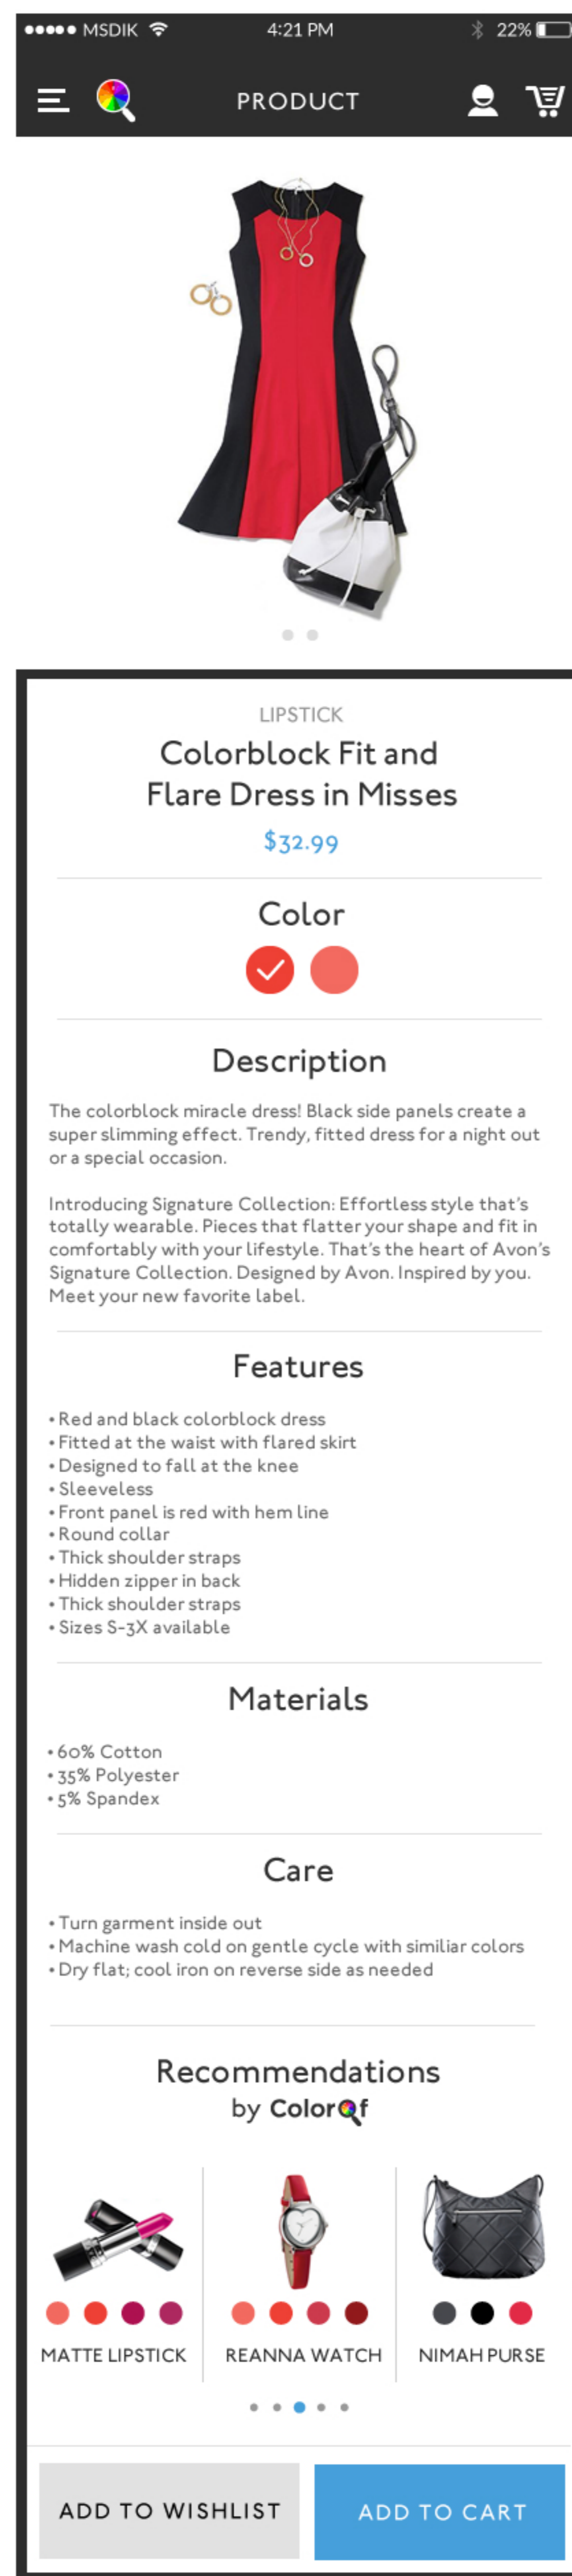 MSDIK
4:21 PM
22%
PRODUCT
LIPSTICK
Colorblock Fit and
Flare Dress in Misses
$32.99
Color
Description
The colorblock miracle dress! Black side panels create a
super slimming effect. Trendy, fitted dress for a night out
or a special occasion.
Introducing Signature Collection: Effortless style that's
totally wearable. Pieces that flatter your shape and fit in
comfortably with your lifestyle. That's the heart of Avon's
Signature Collection. Designed by Avon. Inspired by you.
Meet your new favorite label.
Features
• Red and black colorblock dress
• Fitted at the waist with flared skirt
• Designed to fall at the knee
• Sleeveless
• Front panel is red with hem line
• Round collar
• Thick shoulder straps
• Hidden zipper in back
• Thick shoulder straps
• Sizes S-3X available
Materials
• 60% Cotton
• 35% Polyester
• 5% Spandex
Care
• Turn garment inside out
• Machine wash cold on gentle cycle with similiar colors
• Dry flat; cool iron on reverse side as needed
Recommendations
by ColorOf
MATTE LIPSTICK
REANNA WATCH
NIMAH PURSE
ADD TO WISHLIST
ADD TO CART